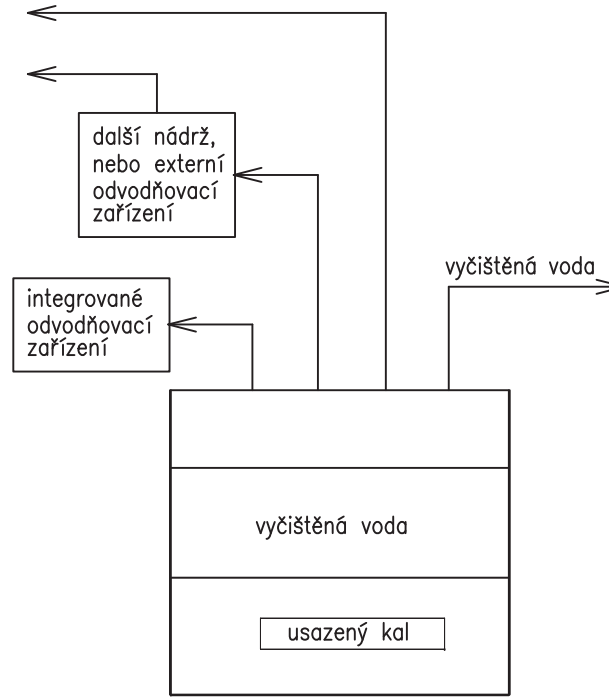 další nádrž,
nebo externí
odvodňovací
zařízení
vyčištěná voda
integrované
odvodňovací
zařízení
vyčištěná voda
usazený kal